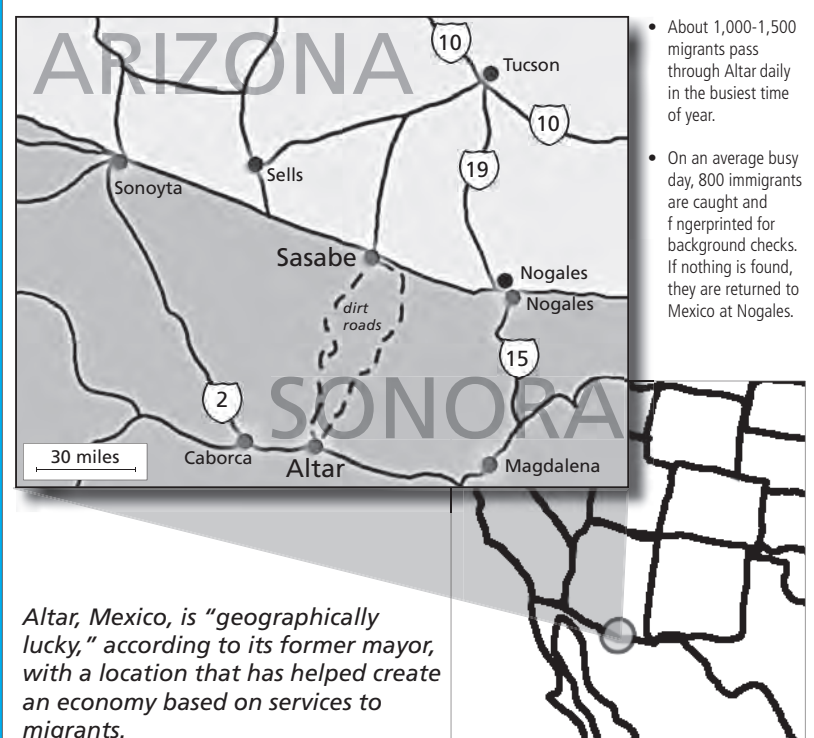 ARIZONA
10
Tucson
10
19
Sells
Sonoyta
Sasabe
Nogales
Nogales
dirt
roads
15
SONORA
2
30 miles
Caborca
Altar
Magdalena
• About 1,000-1,500
migrants pass
through Altar daily
in the busiest time
of year.
• On an average busy
day, 800 immigrants
are caught and
f ngerprinted for
background checks.
If nothing is found,
they are returned to
Mexico at Nogales.
Altar, Mexico, is “geographically
lucky,” according to its former mayor,
with a location that has helped create
an economy based on services to
migrants.